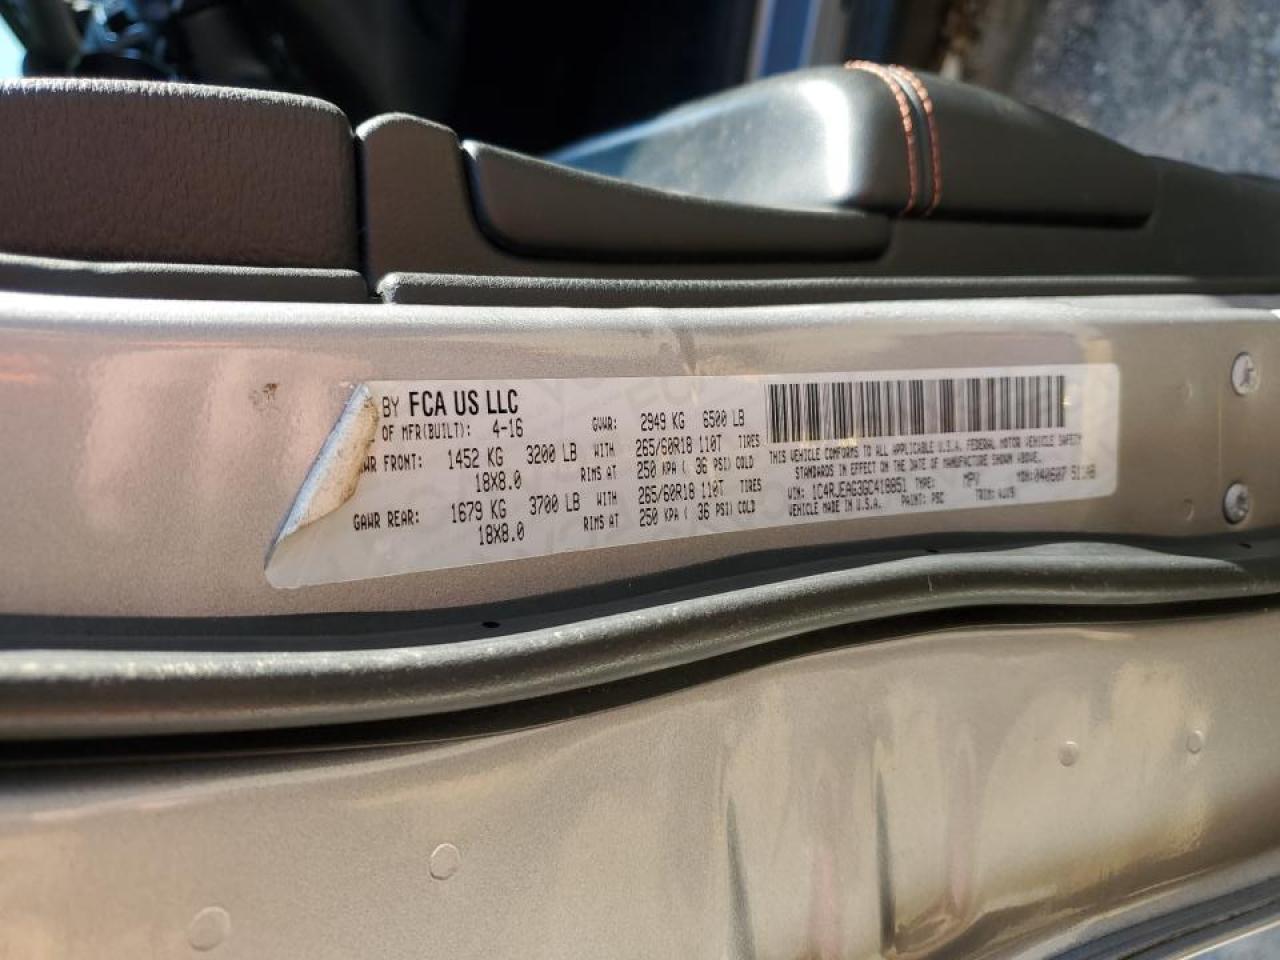 BY FCA US LLC
OF MFR(BUILT): 4-16 GVWR: 2949 KG 6500 LB
WR FRONT: 1452 KG 3200 LB WITH 265/60R18 110T TIRES
18X8.0 RIMS AT 250 KPA ( 36 PSI) COLD
GAWR REAR: 1679 KG 3700 LB WITH 265/60R18 110T TIRES
18X8.0 RIMS AT 250 KPA ( 36 PSI) COLD
THIS VEHICLE CONFORMS TO ALL APPLICABLE U.S.A. FEDERAL MOTOR VEHICLE SAFETY
STANDARDS IN EFFECT ON THE DATE OF MANUFACTURE SHOWN ABOVE.
VIN: 1C4RJEAG3GC418851 TYPE: MPV MDH:
VEHICLE MADE IN U.S.A. PAINT: PSC TRIM: